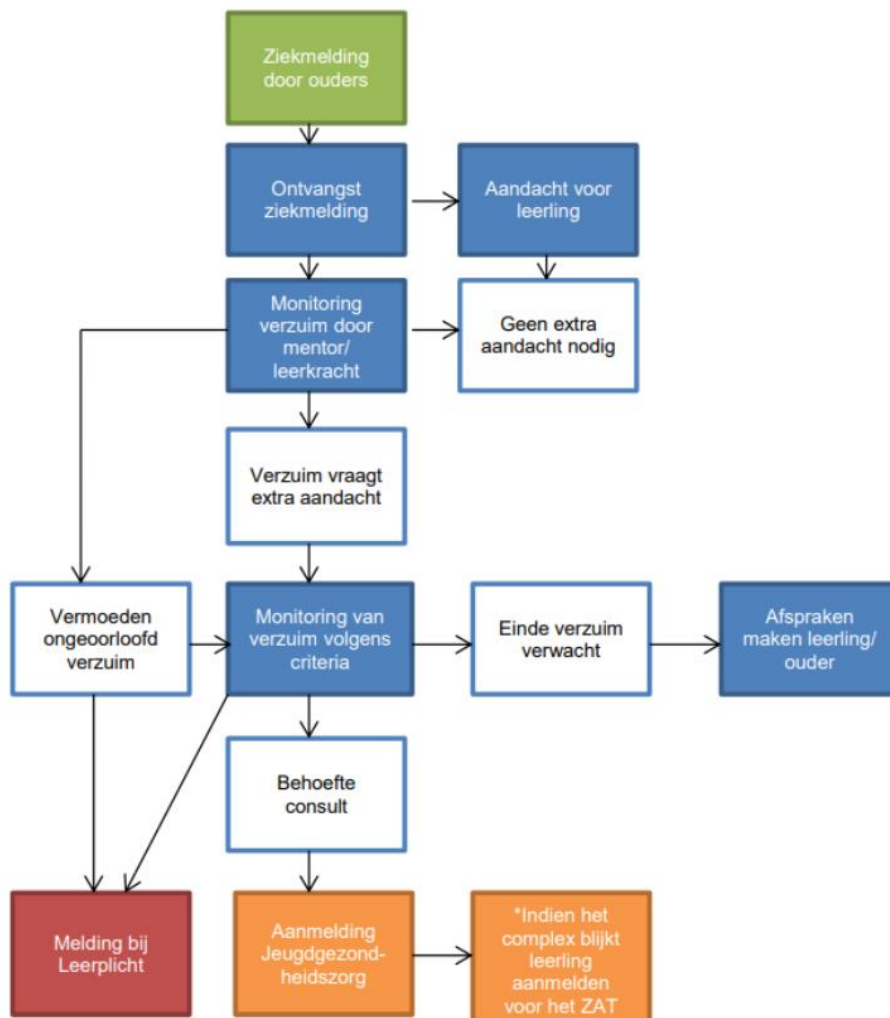 Ziekmelding
door ouders
Ontvangst
ziekmelding
Aandacht voor
leerling
Monitoring
verzuim door
mentor/
leerkracht
Geen extra
aandacht nodig
Verzuim vraagt
extra aandacht
Vermoeden
ongeoorloofd
verzuim
Monitoring van
verzuim volgens
criteria
Einde verzuim
verwacht
Afspraken
maken leerling/
ouder
Behoefte
consult
Melding bij
Leerplicht
Aanmelding
Jeugdgezond-
heidszorg
*Indien het
complex blijkt
leerling
aanmelden
voor het ZAT